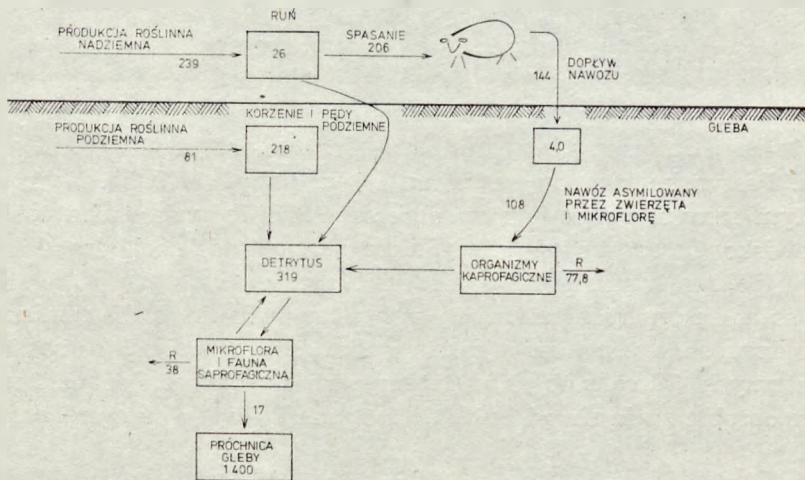 RUŃ
PRODUKCJA ROŚLINNA
NADZIEMNA
239
26
SPASANIE
206
144
DOPŁYW
NAWOZU
GLEBA
KORZENIE I PĘDY
PÓDZIEMNE
PRODUKCJA ROŚLINNA
PODZIEMNA
81
218
4,0
108
NAWÓZ ASYMILOWANY
PRZEZ ZWIERZĘTA
I MIKROFLORĘ
DETRYTUS
319
ORGANIZMY
KAPROFAGICZNE
R
77,8
R
38
MIKROFLORA
I FAUNA
SAPROFAGICZNA
17
PRÓCHNICA
GLEBY
1 400